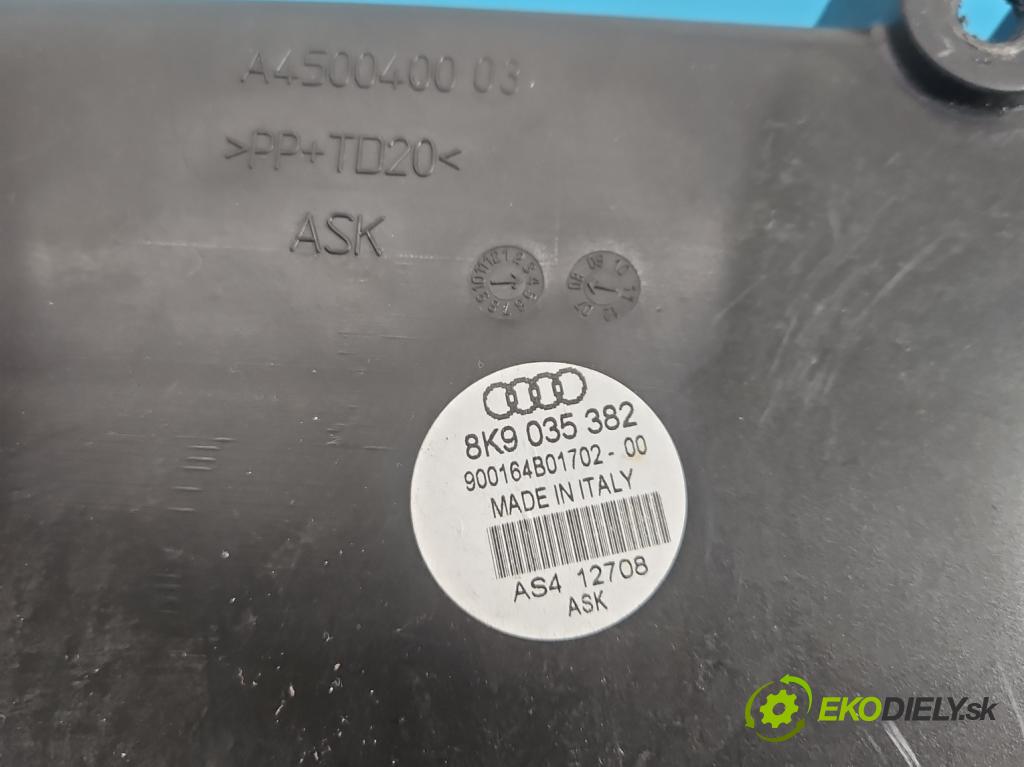 A4500400 03
>PP+TD20<
ASK
8K9 035 382
900164B01702-00
MADE IN ITALY
AS4 12708
ASK
EKODIELY.sk